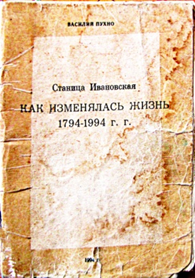 ВАСИЛИЙ ПУХНО
Станица Ивановская
КАК ИЗМЕНЯЛАСЬ ЖИЗНЬ
1794-1994 г. г.